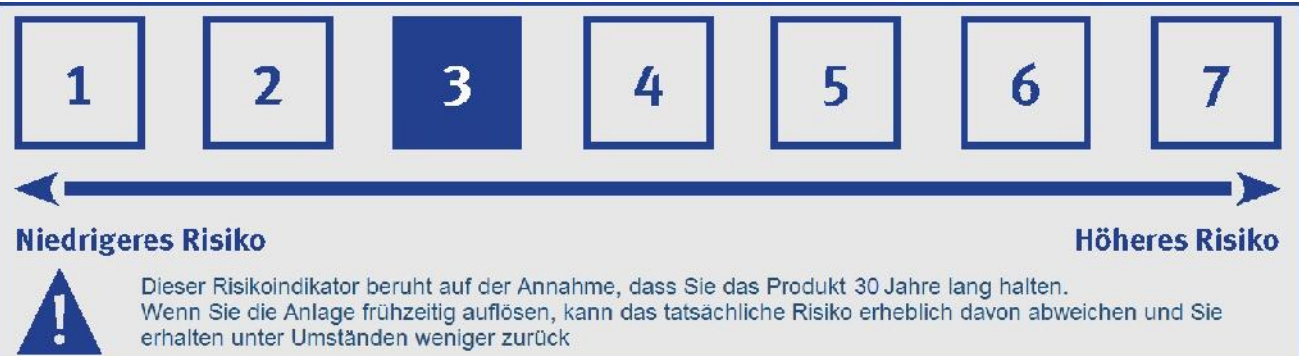 1 2 3 4 5 6 7
Niedrigeres Risiko Höheres Risiko
!
Dieser Risikoindikator beruht auf der Annahme, dass Sie das Produkt 30 Jahre lang halten.
Wenn Sie die Anlage frühzeitig auflösen, kann das tatsächliche Risiko erheblich davon abweichen und Sie
erhalten unter Umständen weniger zurück